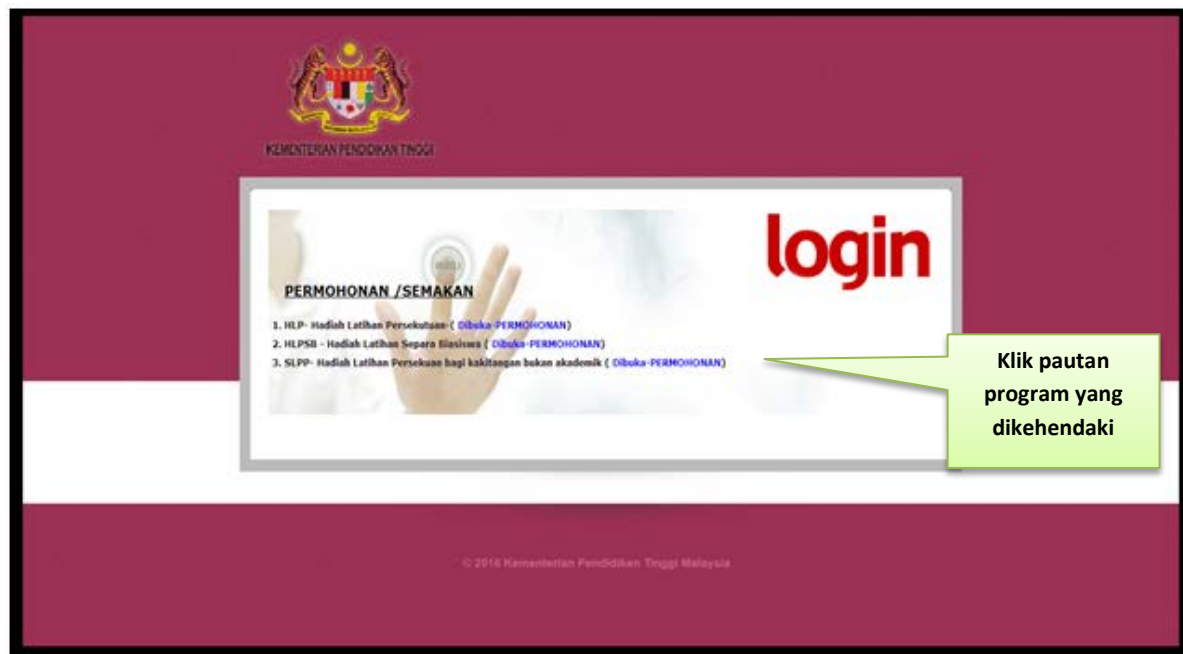 KEMENTERIAN PENDIDIKAN TINGGI
login
PERMOHONAN /SEMAKAN
1. HLP- Hadiah Latihan Persekutuan-( Dibuka-PERMOHONAN)
2. HLPSB - Hadiah Latihan Separa Biasiswa ( Dibuka-PERMOHONAN)
3. SLPP- Hadiah Latihan Persekuan bagi kakitangan bukan akademik ( Dibuka-PERMOHONAN)
Klik pautan
program yang
dikehendaki
© 2016 Kementerian Pendidikan Tinggi Malaysia